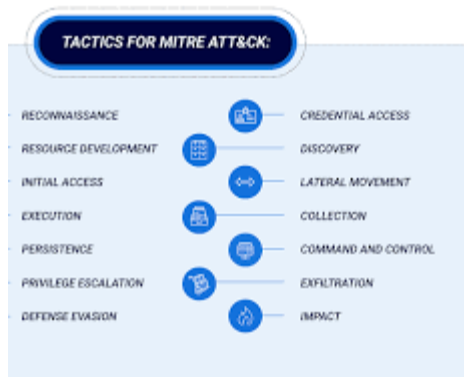 TACTICS FOR MITRE ATT&CK:
RECONNAISSANCE
RESOURCE DEVELOPMENT
INITIAL ACCESS
EXECUTION
PERSISTENCE
PRIVILEGE ESCALATION
DEFENSE EVASION
CREDENTIAL ACCESS
DISCOVERY
LATERAL MOVEMENT
COLLECTION
COMMAND AND CONTROL
EXFILTRATION
IMPACT